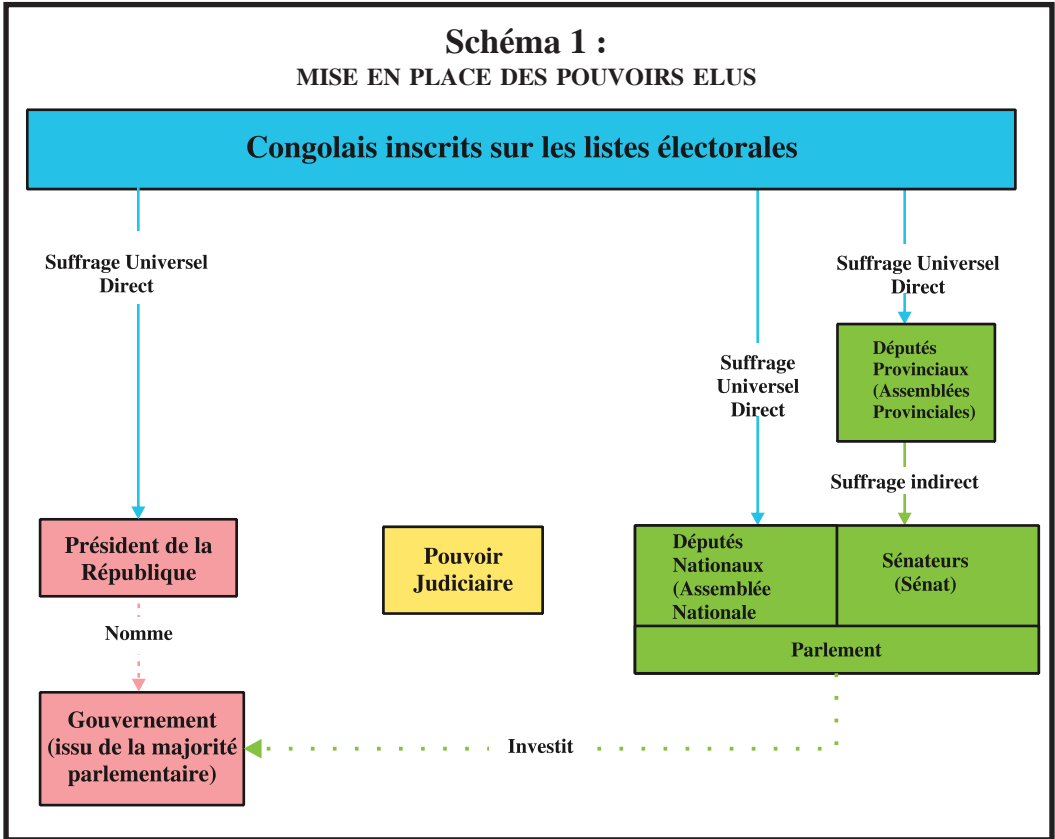 Schéma 1 :
MISE EN PLACE DES POUVOIRS ELUS
Congolais inscrits sur les listes électorales
Suffrage Universel
Direct
Suffrage Universel
Direct
Suffrage
Universel
Direct
Députés
Provinciaux
(Assemblées
Provinciales)
Suffrage indirect
Président de la
République
Pouvoir
Judiciaire
Députés
Nationaux
(Assemblée
Nationale
Sénateurs
(Sénat)
Parlement
Nomme
Gouvernement
(issu de la majorité
parlementaire)
Investit